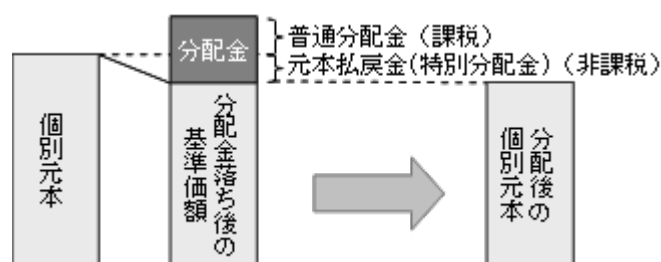 分配金
普通分配金（課税）
元本払戻金(特別分配金)（非課税）
個別元本
分配金落ち後の
基準価額
分配後の
個別元本